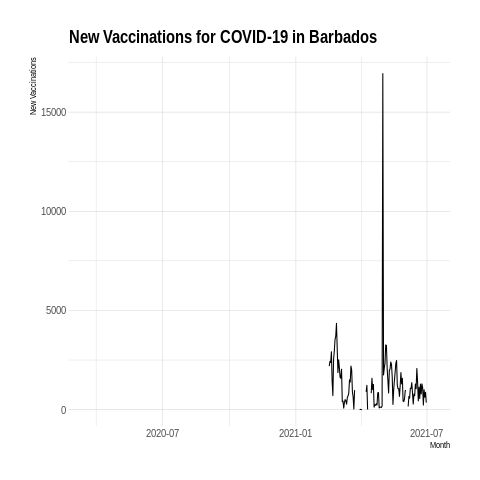 New Vaccinations for COVID-19 in Barbados
New Vaccinations
15000
10000
5000
0
2020-07
2021-01
2021-07
Month